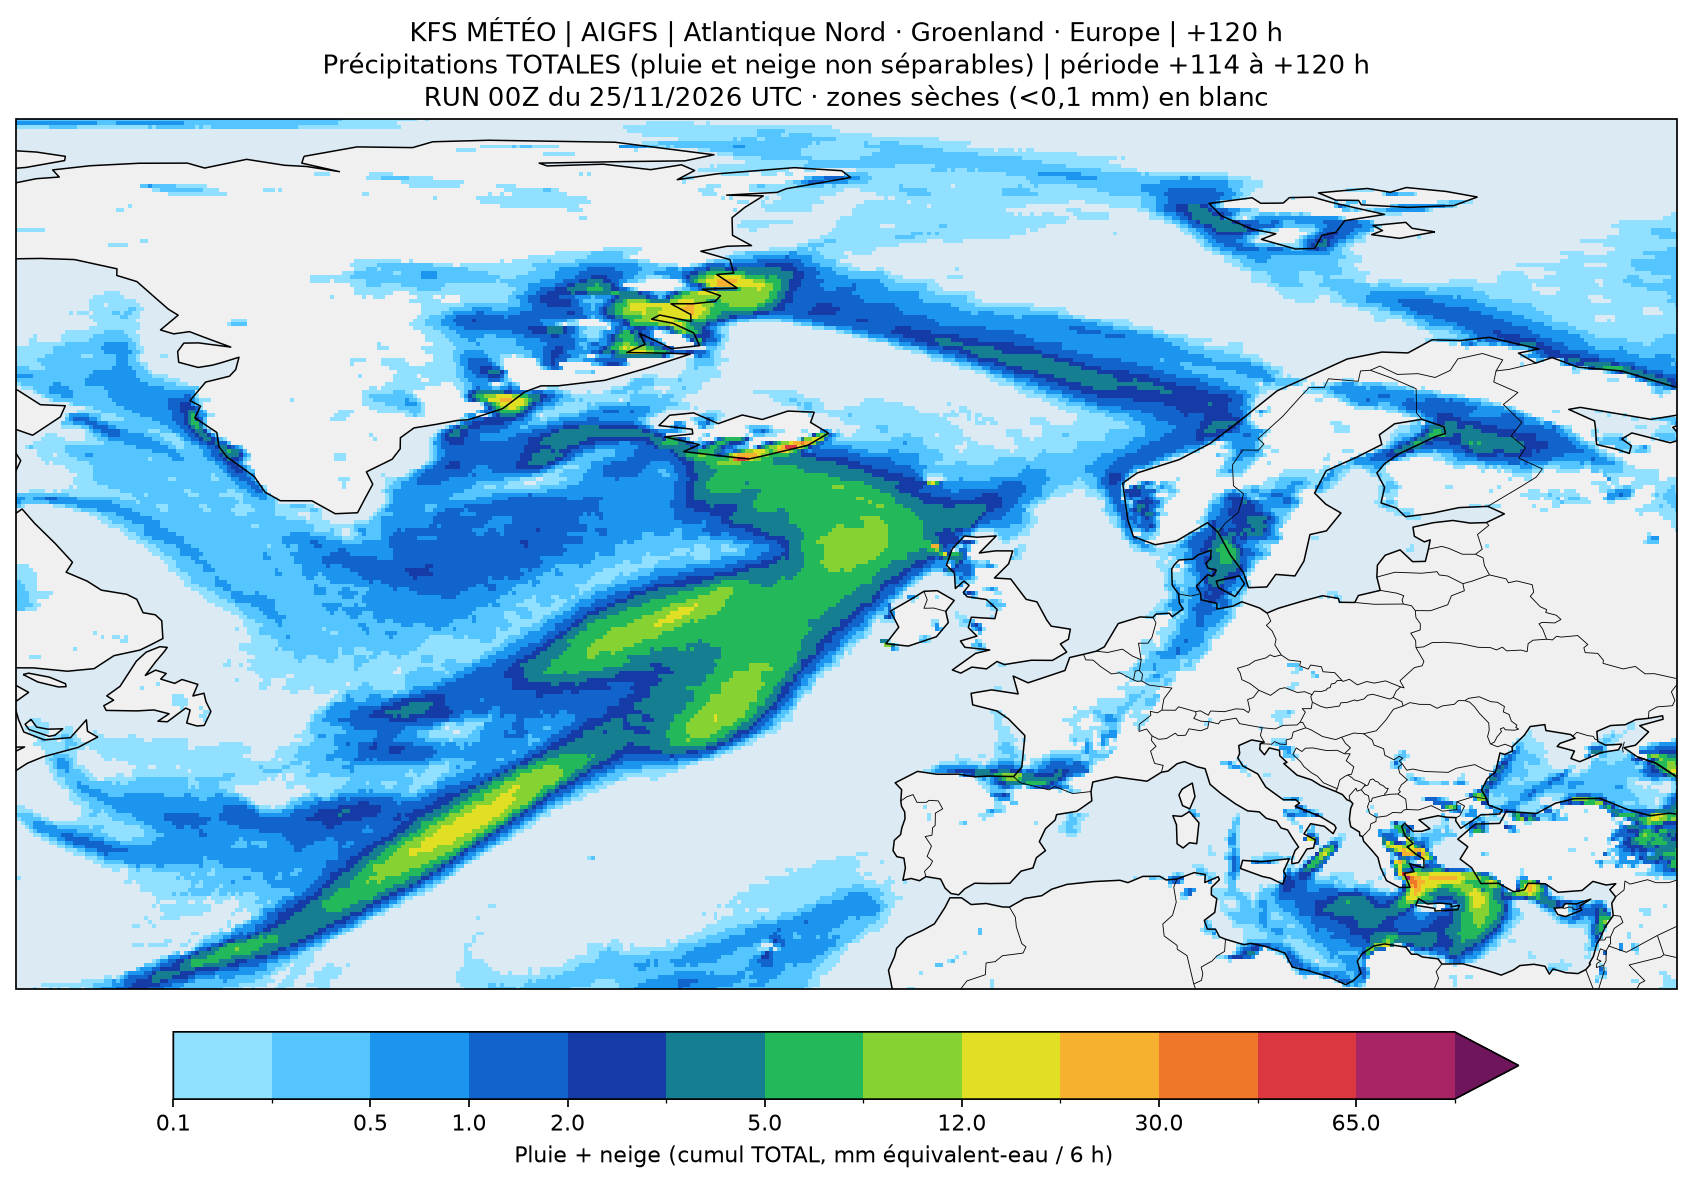 KFS MÉTÉO | AIGFS | Atlantique Nord · Groenland · Europe | +120 h
Précipitations TOTALES (pluie et neige non séparables) | période +114 à +120 h
RUN 00Z du 25/11/2026 UTC · zones sèches (<0,1 mm) en blanc
0.1 0.5 1.0 2.0 5.0 12.0 30.0 65.0
Pluie + neige (cumul TOTAL, mm équivalent-eau / 6 h)